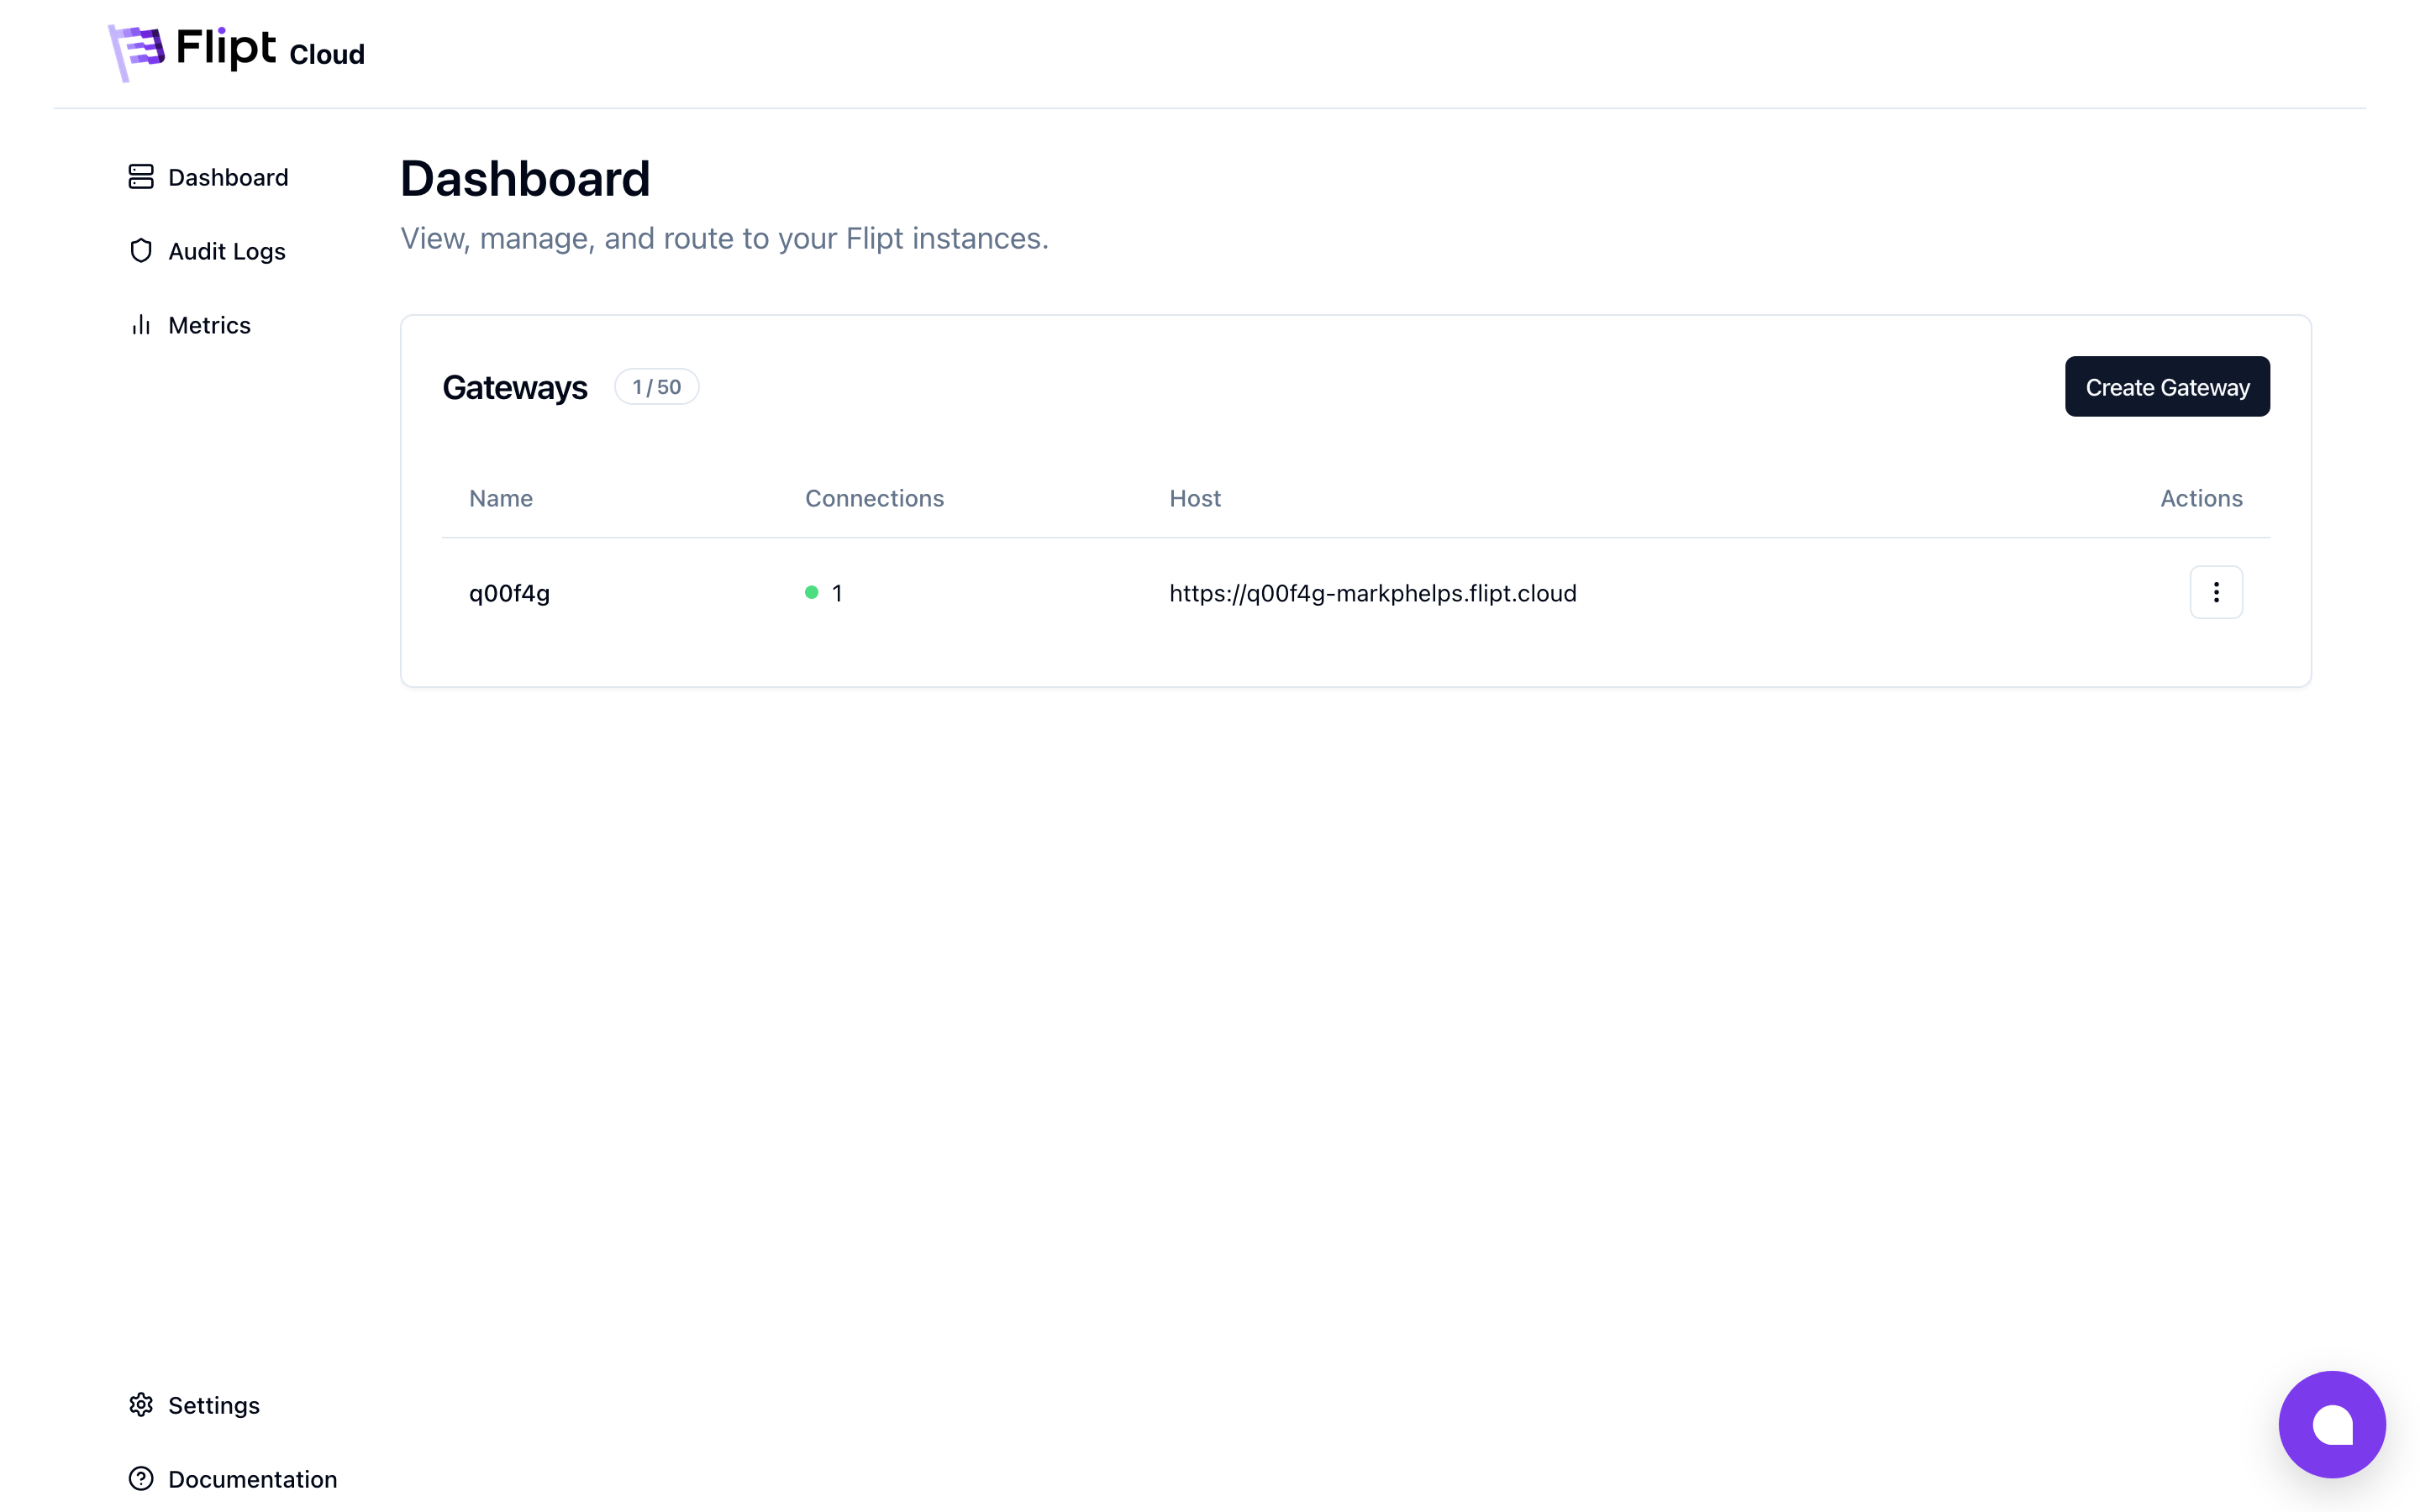 Flipt Cloud
Dashboard
Audit Logs
Metrics
Dashboard
View, manage, and route to your Flipt instances.
Gateways 1 / 50
Create Gateway
Name Connections Host Actions
q00f4g 1 https://q00f4g-markphelps.flipt.cloud
Settings
Documentation